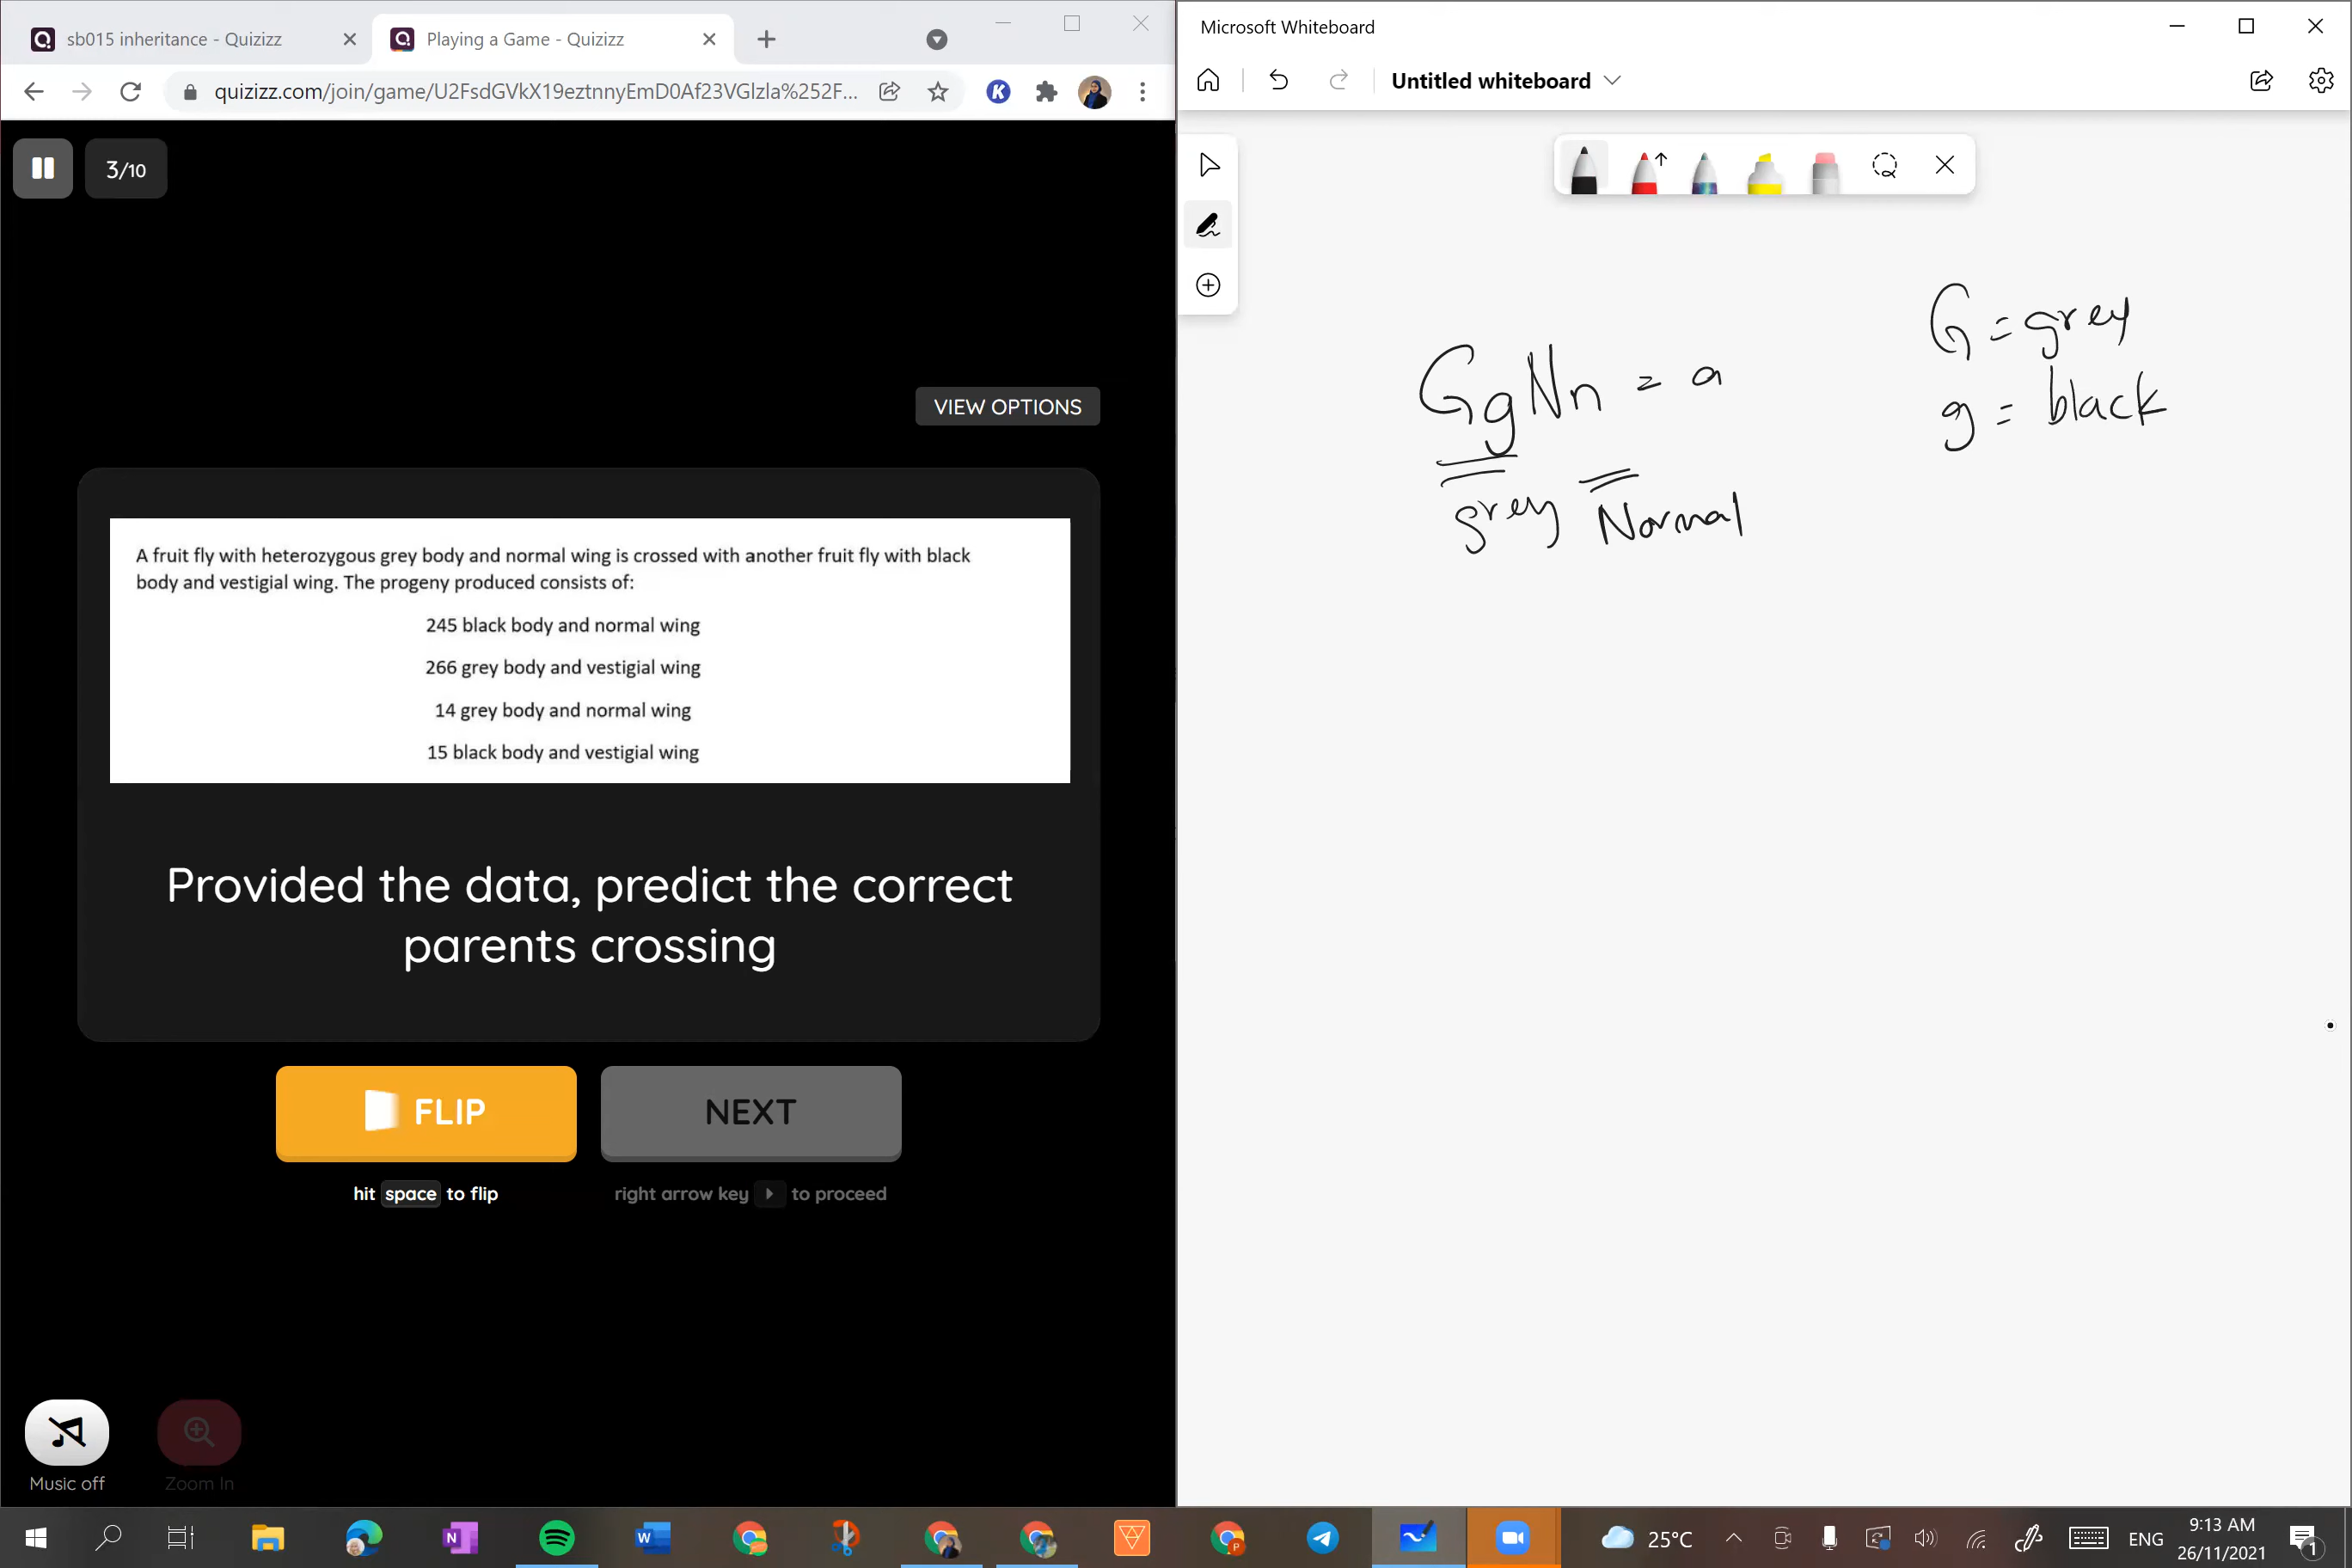 sb015 inheritance - Quizizz
Playing a Game - Quizizz
quizizz.com/join/game/U2FsdGVkX19eztnnyEmD0Af23VGlzla%252F...
3/10
VIEW OPTIONS
A fruit fly with heterozygous grey body and normal wing is crossed with another fruit fly with black
body and vestigial wing. The progeny produced consists of:
245 black body and normal wing
266 grey body and vestigial wing
14 grey body and normal wing
15 black body and vestigial wing
Provided the data, predict the correct
parents crossing
FLIP
NEXT
hit space to flip
right arrow key to proceed
Music off
Zoom In
Microsoft Whiteboard
Untitled whiteboard
G = grey
g = black
GgNn = a
grey Normal
25°C
ENG
9:13 AM
26/11/2021
1